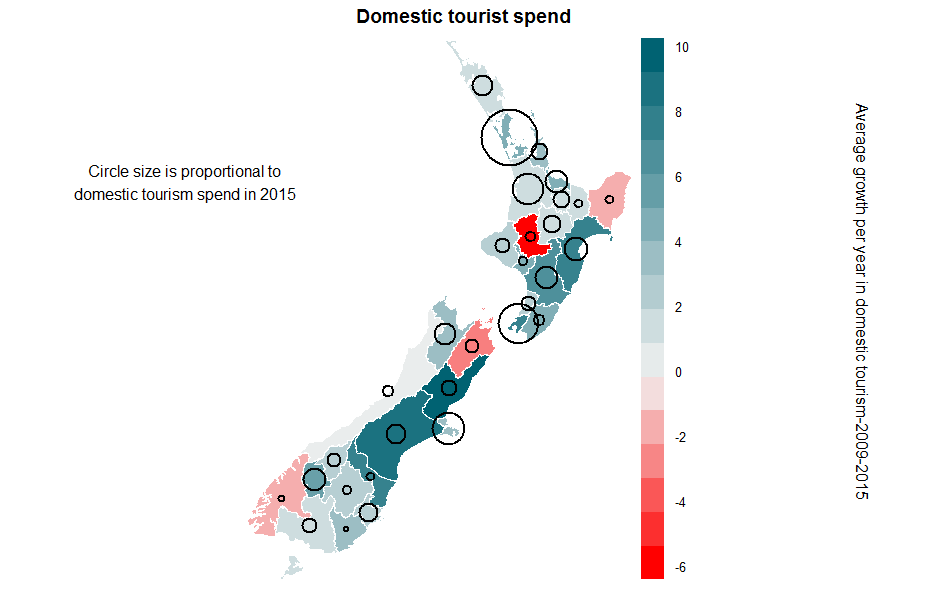 Domestic tourist spend
Circle size is proportional to
domestic tourism spend in 2015
10
8
6
4
2
0
-2
-4
-6
Average growth per year in domestic tourism-2009-2015